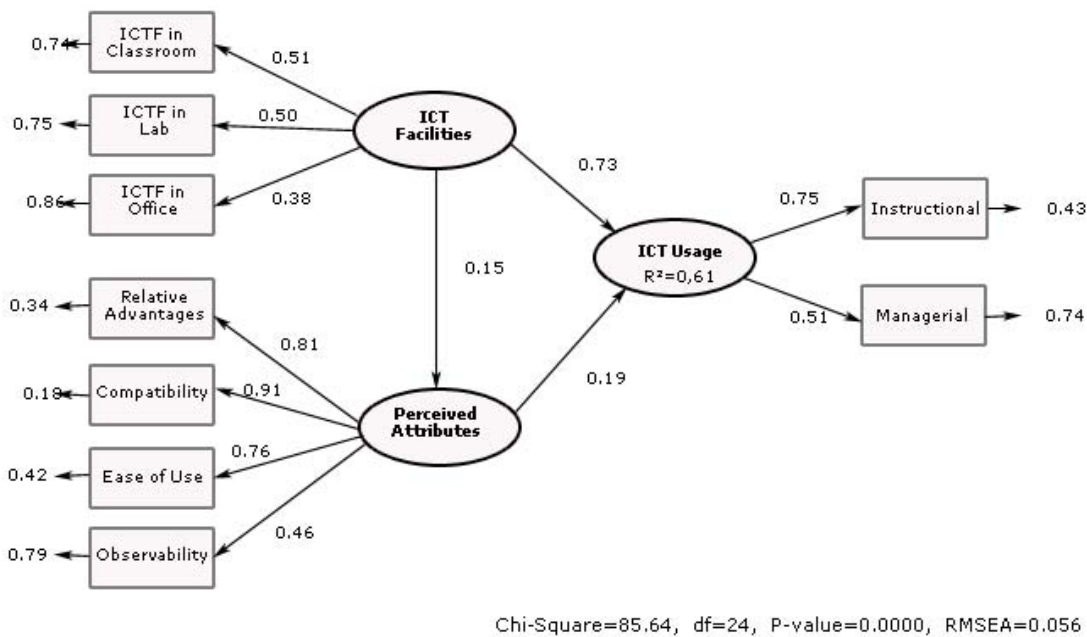 ICTF in
Classroom
0.74
0.51
ICTF in
Lab
0.75
0.50
ICTF in
Office
0.86
0.38
ICT
Facilities
0.73
0.15
ICT Usage
R²=0,61
0.75
Instructional
0.43
0.51
Managerial
0.74
0.19
Relative
Advantages
0.34
0.81
Compatibility
0.18
0.91
Perceived
Attributes
Ease of Use
0.42
0.76
Observability
0.79
0.46
Chi-Square=85.64, df=24, P-value=0.0000, RMSEA=0.056